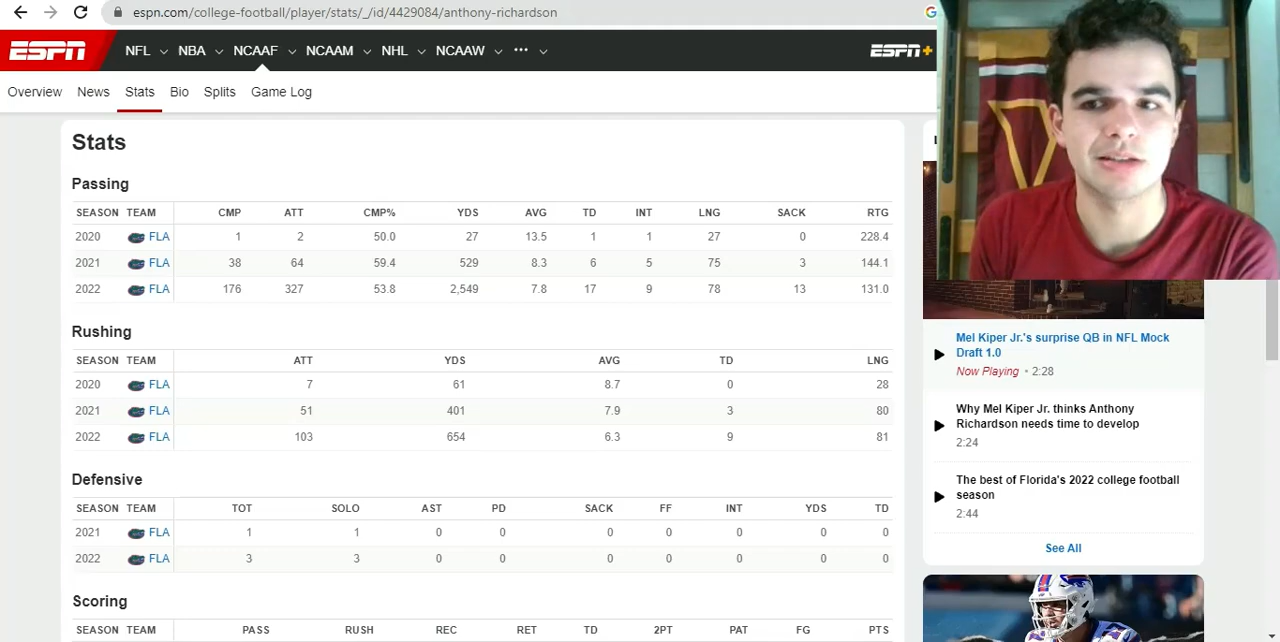 espn.com/college-football/player/stats/_/id/4429084/anthony-richardson
ESPN NFL NBA NCAAF NCAAM NHL NCAAW ••• ESPN+
Overview News Stats Bio Splits Game Log
Stats
Passing
SEASON TEAM CMP ATT CMP% YDS AVG TD INT LNG SACK RTG
2020 FLA 1 2 50.0 27 13.5 1 1 27 0 228.4
2021 FLA 38 64 59.4 529 8.3 6 5 75 3 144.1
2022 FLA 176 327 53.8 2,549 7.8 17 9 78 13 131.0
Rushing
SEASON TEAM ATT YDS AVG TD LNG
2020 FLA 7 61 8.7 0 28
2021 FLA 51 401 7.9 3 80
2022 FLA 103 654 6.3 9 81
Defensive
SEASON TEAM TOT SOLO AST PD SACK FF INT YDS TD
2021 FLA 1 1 0 0 0 0 0 0 0
2022 FLA 3 3 0 0 0 0 0 0 0
Scoring
SEASON TEAM PASS RUSH REC RET TD 2PT PAT FG PTS
Mel Kiper Jr.'s surprise QB in NFL Mock
Draft 1.0
Now Playing • 2:28
Why Mel Kiper Jr. thinks Anthony
Richardson needs time to develop
2:24
The best of Florida's 2022 college football
season
2:44
See All